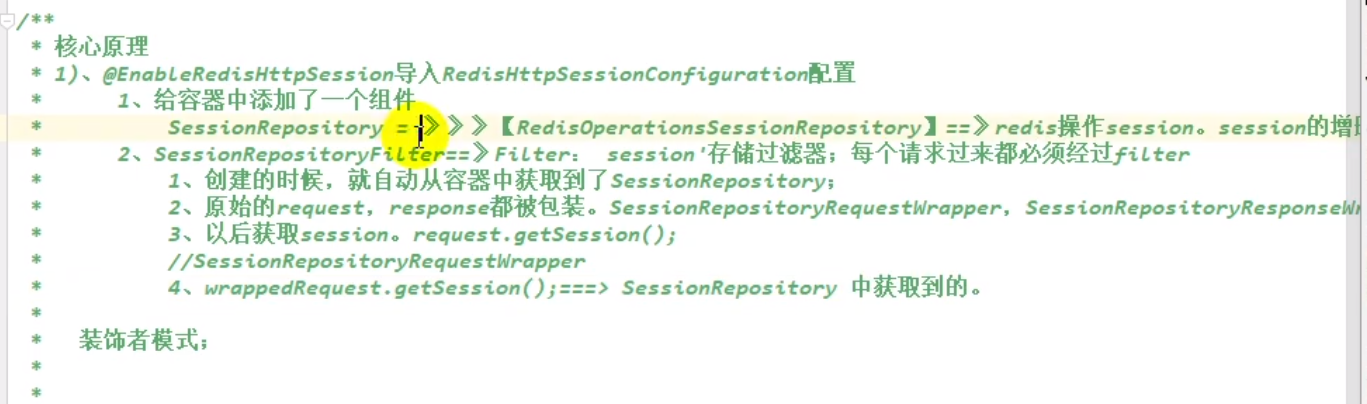 /**
* 核心原理
* 1)、@EnableRedisHttpSession导入RedisHttpSessionConfiguration配置
* 1、给容器中添加了一个组件
* SessionRepository = 》》》【RedisOperationsSessionRepository】==》redis操作session。session的增
* 2、SessionRepositoryFilter==》Filter： session'存储过滤器；每个请求过来都必须经过filter
* 1、创建的时候，就自动从容器中获取到了SessionRepository；
* 2、原始的request，response都被包装。SessionRepositoryRequestWrapper，SessionRepositoryResponseWr
* 3、以后获取session。request.getSession();
* //SessionRepositoryRequestWrapper
* 4、wrappedRequest.getSession();===> SessionRepository 中获取到的。
*
* 装饰者模式；
*
*